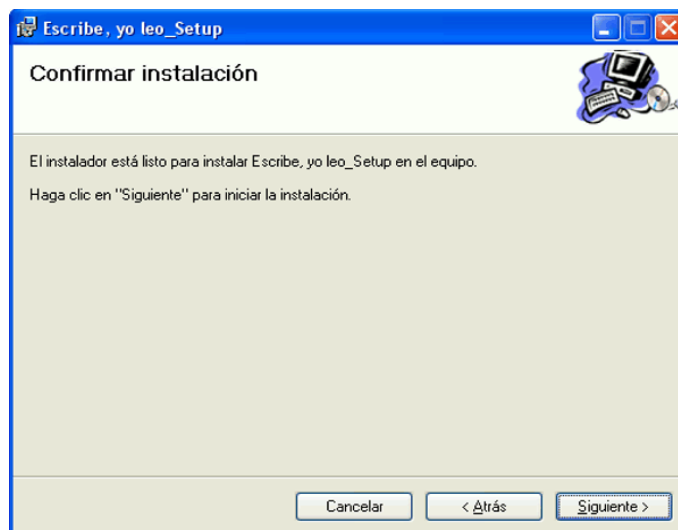 Escribe, yo leo_Setup
Confirmar instalación
El instalador está listo para instalar Escribe, yo leo_Setup en el equipo.
Haga clic en "Siguiente" para iniciar la instalación.
Cancelar
< Atrás
Siguiente >